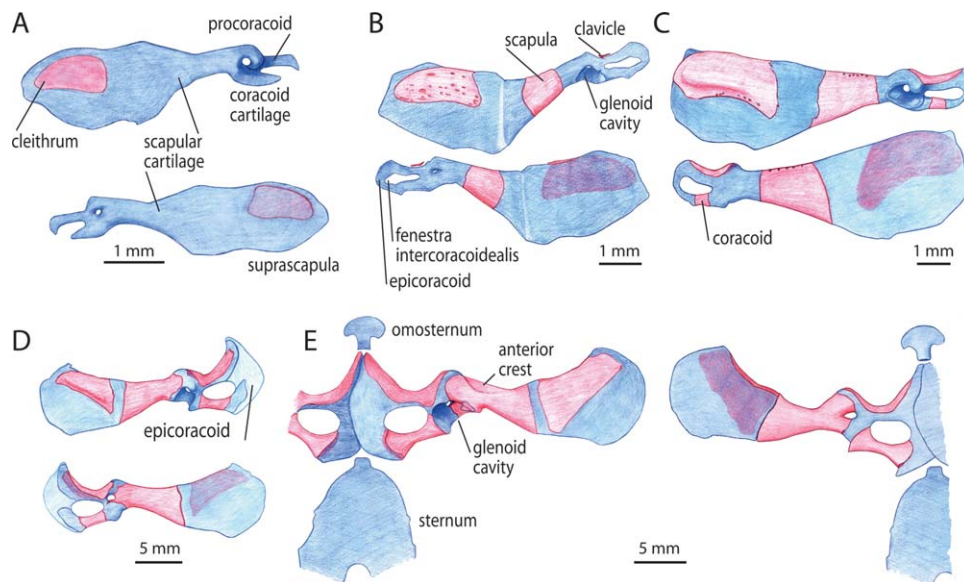 A
procoracoid
coracoid
cartilage
cleithrum
scapular
cartilage
1 mm
suprascapula
B
clavicle
scapula
glenoid
cavity
fenestra
intercoracoidealis
epicoracoid
1 mm
C
coracoid
1 mm
D
epicoracoid
5 mm
E
omosternum
anterior
crest
glenoid
cavity
sternum
5 mm